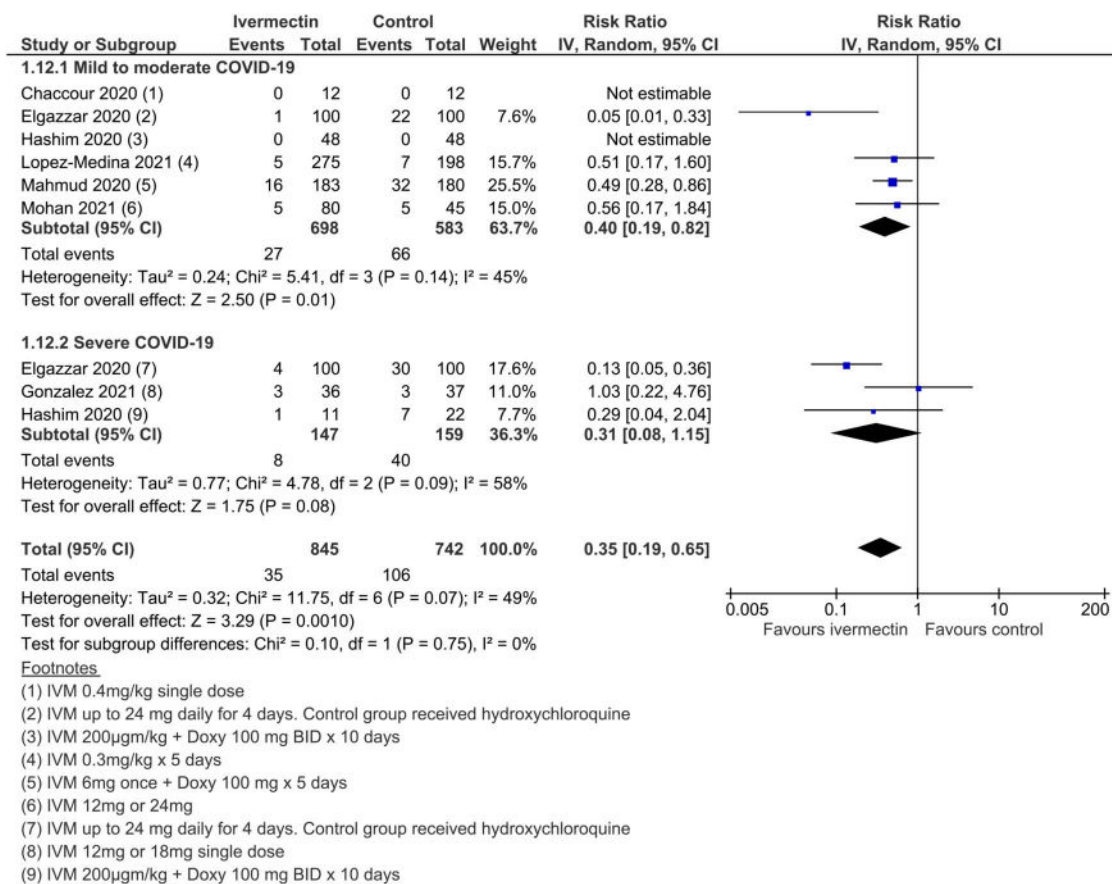 Ivermectin Control Risk Ratio Risk Ratio
Study or Subgroup Events Total Events Total Weight IV, Random, 95% CI IV, Random, 95% CI
1.12.1 Mild to moderate COVID-19
Chaccour 2020 (1) 0 12 0 12 Not estimable
Elgazzar 2020 (2) 1 100 22 100 7.6% 0.05 [0.01, 0.33]
Hashim 2020 (3) 0 48 0 48 Not estimable
Lopez-Medina 2021 (4) 5 275 7 198 15.7% 0.51 [0.17, 1.60]
Mahmud 2020 (5) 16 183 32 180 25.5% 0.49 [0.28, 0.86]
Mohan 2021 (6) 5 80 5 45 15.0% 0.56 [0.17, 1.84]
Subtotal (95% CI) 698 583 63.7% 0.40 [0.19, 0.82]
Total events 27 66
Heterogeneity: Tau² = 0.24; Chi² = 5.41, df = 3 (P = 0.14); I² = 45%
Test for overall effect: Z = 2.50 (P = 0.01)
1.12.2 Severe COVID-19
Elgazzar 2020 (7) 4 100 30 100 17.6% 0.13 [0.05, 0.36]
Gonzalez 2021 (8) 3 36 3 37 11.0% 1.03 [0.22, 4.76]
Hashim 2020 (9) 1 11 7 22 7.7% 0.29 [0.04, 2.04]
Subtotal (95% CI) 147 159 36.3% 0.31 [0.08, 1.15]
Total events 8 40
Heterogeneity: Tau² = 0.77; Chi² = 4.78, df = 2 (P = 0.09); I² = 58%
Test for overall effect: Z = 1.75 (P = 0.08)
Total (95% CI) 845 742 100.0% 0.35 [0.19, 0.65]
Total events 35 106
Heterogeneity: Tau² = 0.32; Chi² = 11.75, df = 6 (P = 0.07); I² = 49%
Test for overall effect: Z = 3.29 (P = 0.0010)
Test for subgroup differences: Chi² = 0.10, df = 1 (P = 0.75), I² = 0%
0.005 0.1 1 10 200
Favours ivermectin Favours control
Footnotes
(1) IVM 0.4mg/kg single dose
(2) IVM up to 24 mg daily for 4 days. Control group received hydroxychloroquine
(3) IVM 200µgm/kg + Doxy 100 mg BID x 10 days
(4) IVM 0.3mg/kg x 5 days
(5) IVM 6mg once + Doxy 100 mg x 5 days
(6) IVM 12mg or 24mg
(7) IVM up to 24 mg daily for 4 days. Control group received hydroxychloroquine
(8) IVM 12mg or 18mg single dose
(9) IVM 200µgm/kg + Doxy 100 mg BID x 10 days